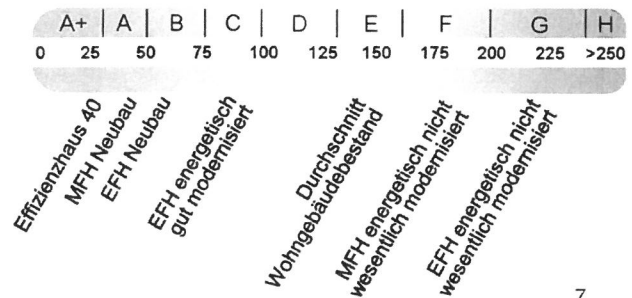 A+ | A | B | C | D | E | F | G | H
0 25 50 75 100 125 150 175 200 225 >250
Effizienzhaus 40
MFH Neubau
EFH Neubau
EFH energetisch
gut modernisiert
Durchschnitt
Wohngebäudebestand
MFH energetisch nicht
wesentlich modernisiert
EFH energetisch nicht
wesentlich modernisiert
7